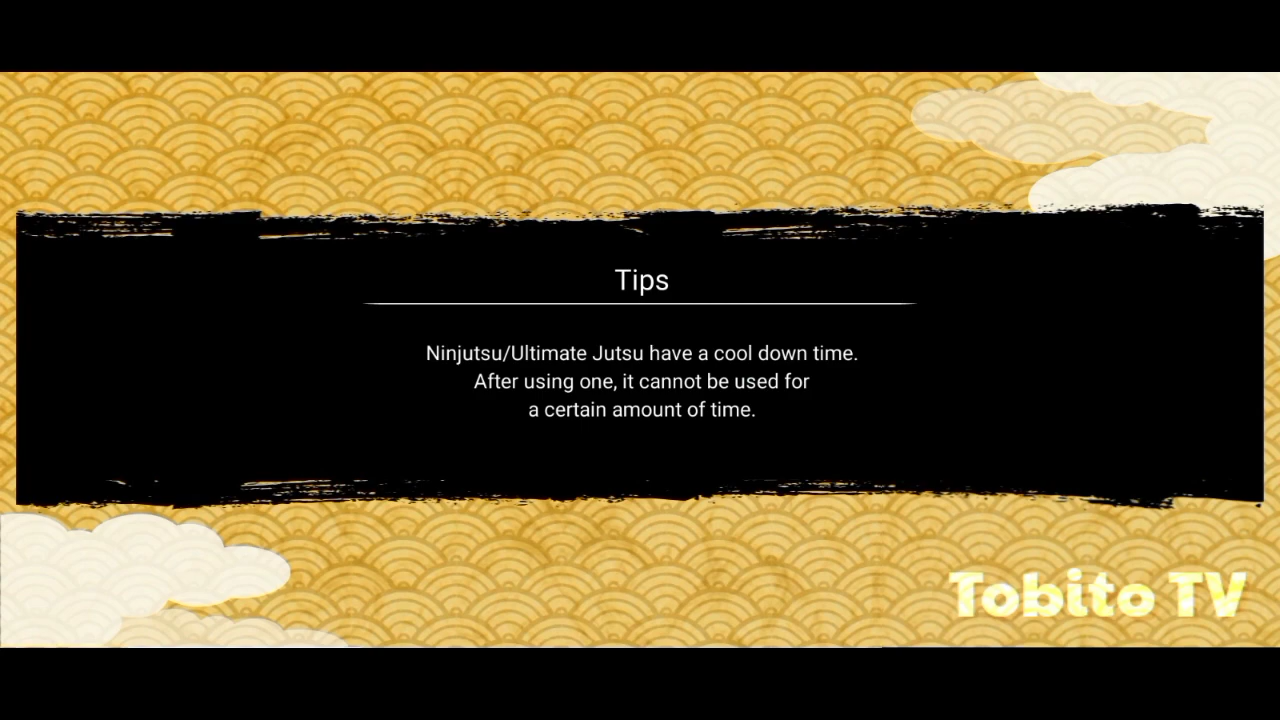 Tips
Ninjutsu/Ultimate Jutsu have a cool down time.
After using one, it cannot be used for
a certain amount of time.
Tobito TV